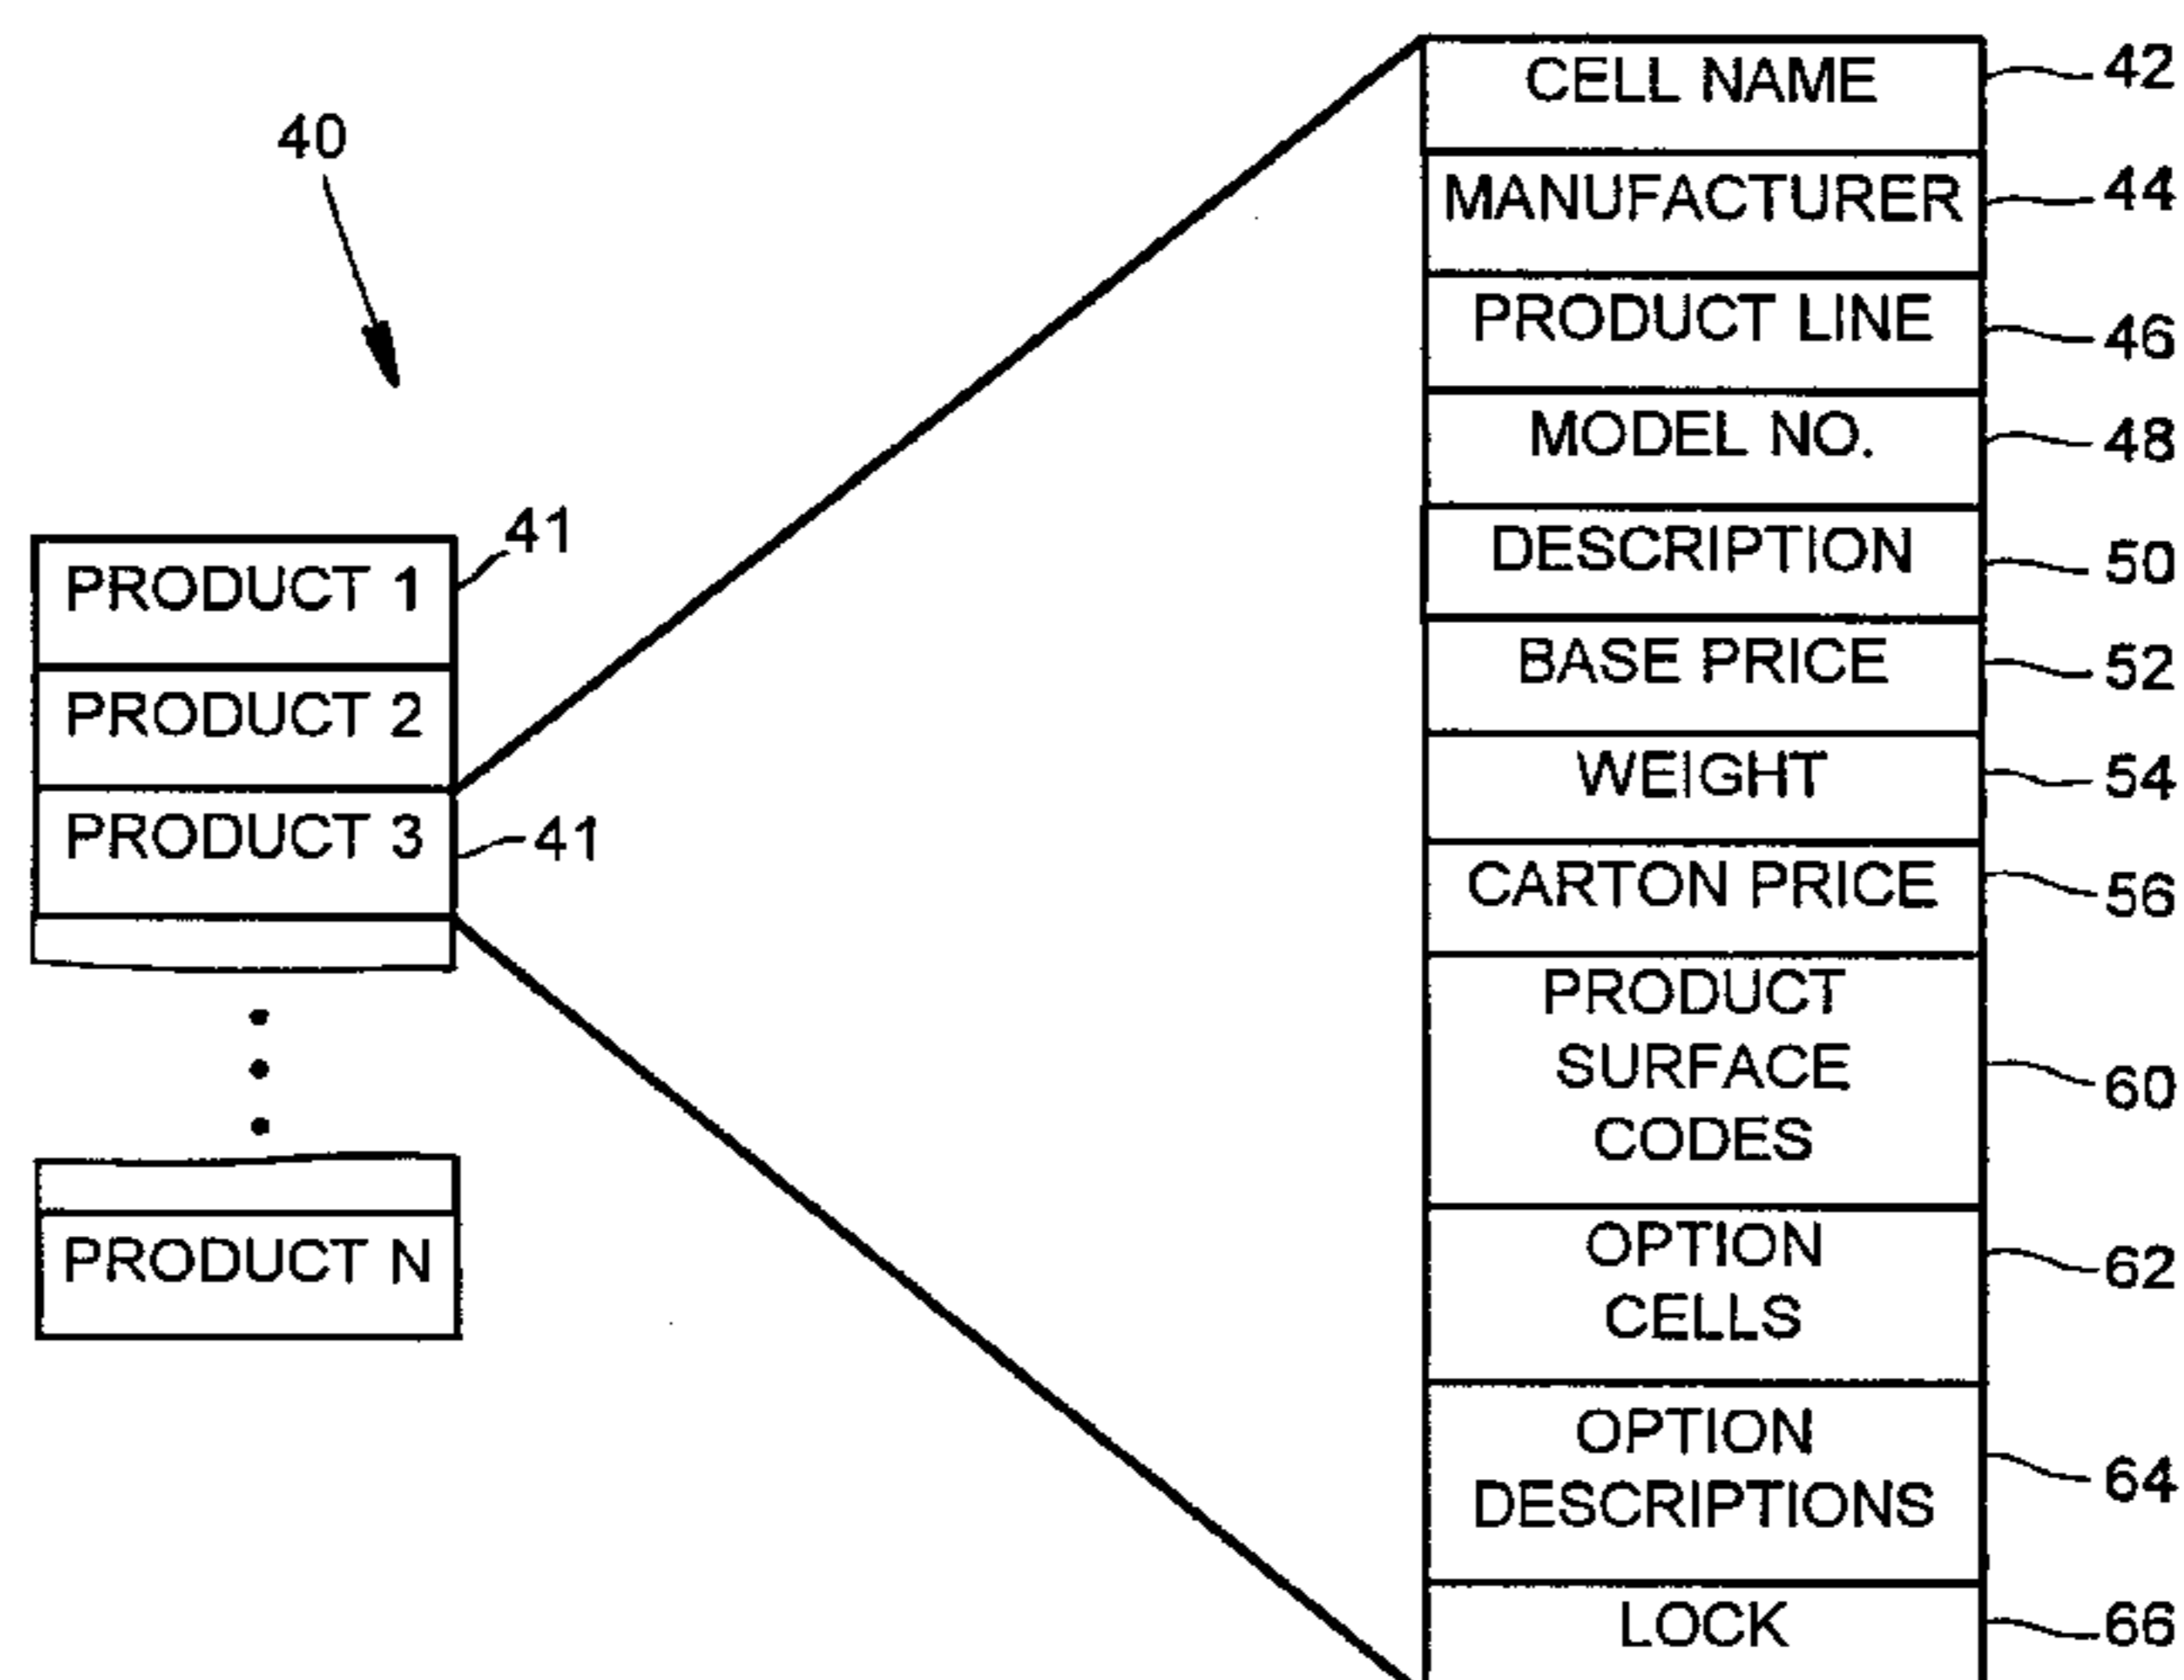 40
PRODUCT 1
41
PRODUCT 2
PRODUCT 3
41
PRODUCT N
CELL NAME
42
MANUFACTURER
44
PRODUCT LINE
46
MODEL NO.
48
DESCRIPTION
50
BASE PRICE
52
WEIGHT
54
CARTON PRICE
56
PRODUCT
SURFACE
CODES
60
OPTION
CELLS
62
OPTION
DESCRIPTIONS
64
LOCK
66